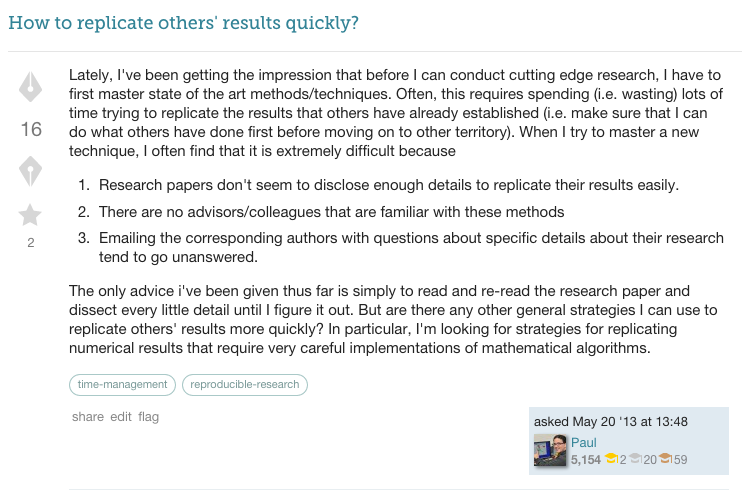 How to replicate others' results quickly?
Lately, I've been getting the impression that before I can conduct cutting edge research, I have to
first master state of the art methods/techniques. Often, this requires spending (i.e. wasting) lots of
time trying to replicate the results that others have already established (i.e. make sure that I can
do what others have done first before moving on to other territory). When I try to master a new
technique, I often find that it is extremely difficult because
16
1. Research papers don't seem to disclose enough details to replicate their results easily.
2. There are no advisors/colleagues that are familiar with these methods
3. Emailing the corresponding authors with questions about specific details about their research
tend to go unanswered.
2
The only advice i've been given thus far is simply to read and re-read the research paper and
dissect every little detail until I figure it out. But are there any other general strategies I can use to
replicate others' results more quickly? In particular, I'm looking for strategies for replicating
numerical results that require very careful implementations of mathematical algorithms.
time-management reproducible-research
share edit flag
asked May 20 '13 at 13:48
Paul
5,154 2 20 59